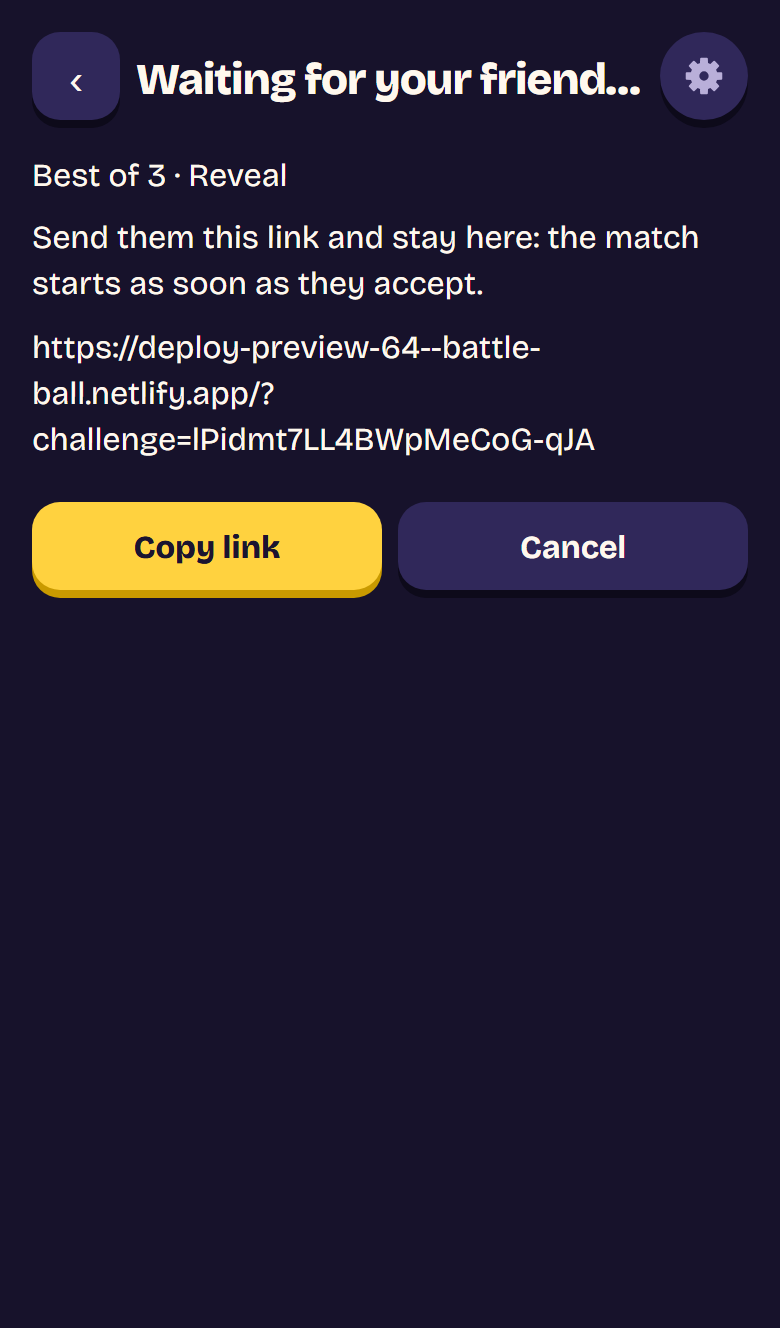 ‹
Waiting for your friend...
Best of 3 · Reveal
Send them this link and stay here: the match
starts as soon as they accept.
https://deploy-preview-64--battle-
ball.netlify.app/?
challenge=lPidmt7LL4BWpMeCoG-qJA
Copy link
Cancel